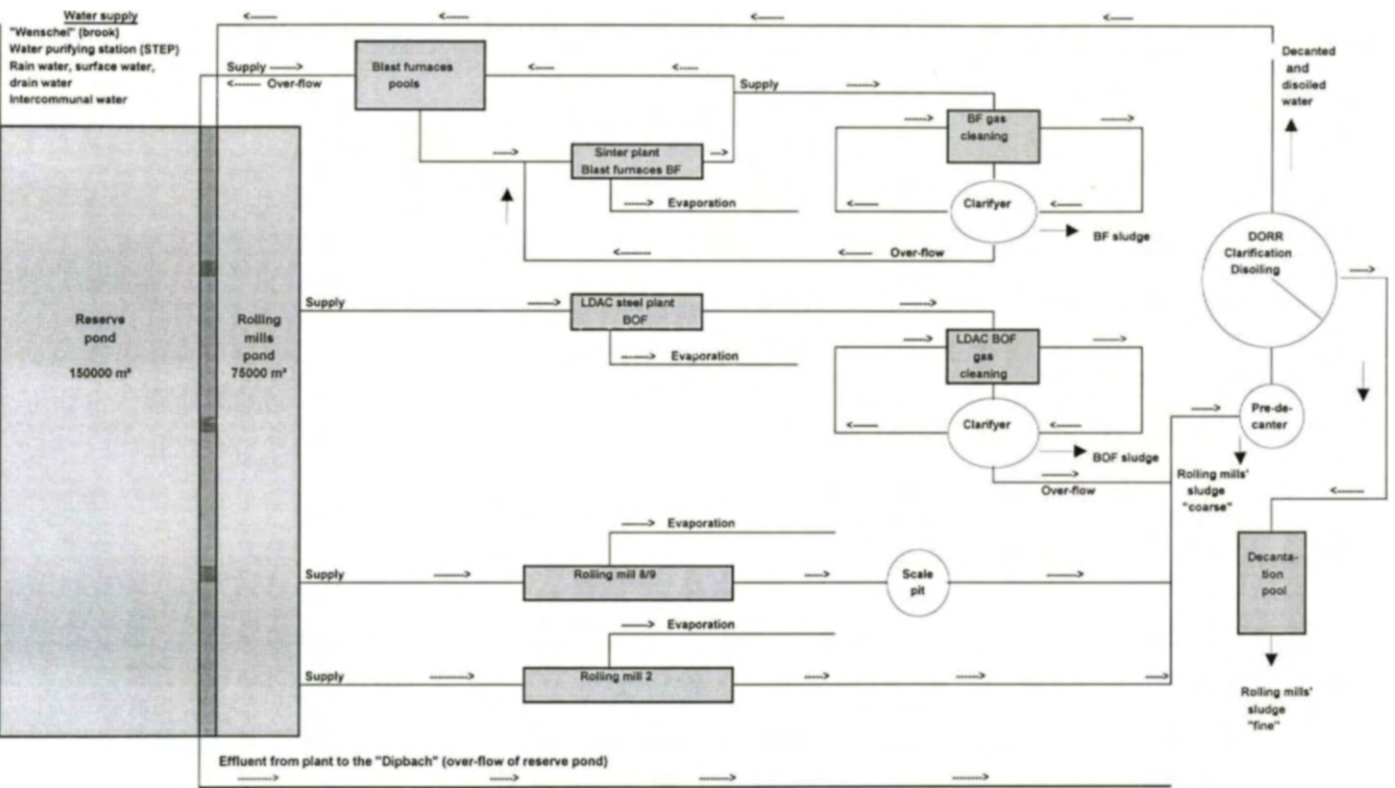 Water supply
"Wenschel" (brook)
Water purifying station (STEP)
Rain water, surface water,
drain water
Intercommunal water
Supply ------>
<------ Over-flow
Blast furnaces
pools
Supply
BF gas
cleaning
Sinter plant
Blast furnaces BF
Evaporation
Clarifyer
BF sludge
Over-flow
Decanted
and
disoiled
water
DORR
Clarification
Disoiling
Reserve
pond
150000 m³
Rolling
mills
pond
75000 m³
Supply
LDAC steel plant
BOF
Evaporation
LDAC BOF
gas
cleaning
Clarifyer
BOF sludge
Over-flow
Pre-de-
canter
Rolling mills'
sludge
"coarse"
Evaporation
Supply
Rolling mill 8/9
Scale
pit
Decanta-
tion
pool
Evaporation
Supply
Rolling mill 2
Rolling mills'
sludge
"fine"
Effluent from plant to the "Dipbach" (over-flow of reserve pond)